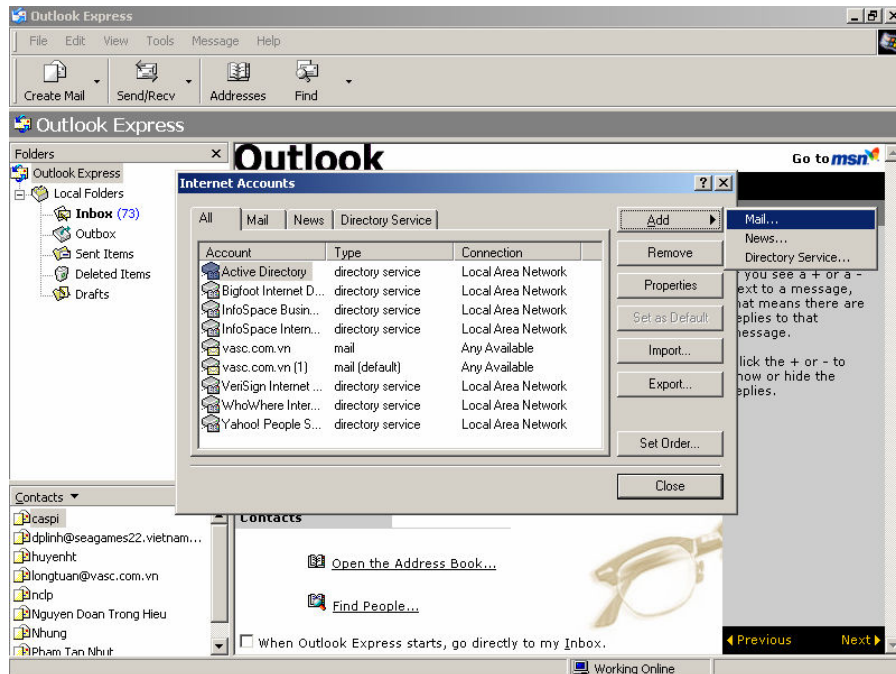 Outlook Express
File Edit View Tools Message Help
Create Mail Send/Recv Addresses Find
Outlook Express
Folders
Outlook Express
Local Folders
Inbox (73)
Outbox
Sent Items
Deleted Items
Drafts
Outlook
Go to msn
Internet Accounts
All Mail News Directory Service
Account Type Connection
Active Directory directory service Local Area Network
Bigfoot Internet D... directory service Local Area Network
InfoSpace Busin... directory service Local Area Network
InfoSpace Intern... directory service Local Area Network
vasc.com.vn mail Any Available
vasc.com.vn (1) mail (default) Any Available
VeriSign Internet ... directory service Local Area Network
WhoWhere Inter... directory service Local Area Network
Yahoo! People S... directory service Local Area Network
Add
Remove
Properties
Set as Default
Import...
Export...
Set Order...
Close
Mail...
News...
Directory Service...
you see a + or a -
to a message,
means there are
to that
+ or - to
or hide the
Contacts
caspi
dplinh@seagames22.vietnam...
huyenht
longtuan@vasc.com.vn
nclp
Nguyen Doan Trong Hieu
Nhung
Pham Tan Nhut
Contacts
Open the Address Book...
Find People...
When Outlook Express starts, go directly to my Inbox.
Previous Next
Working Online